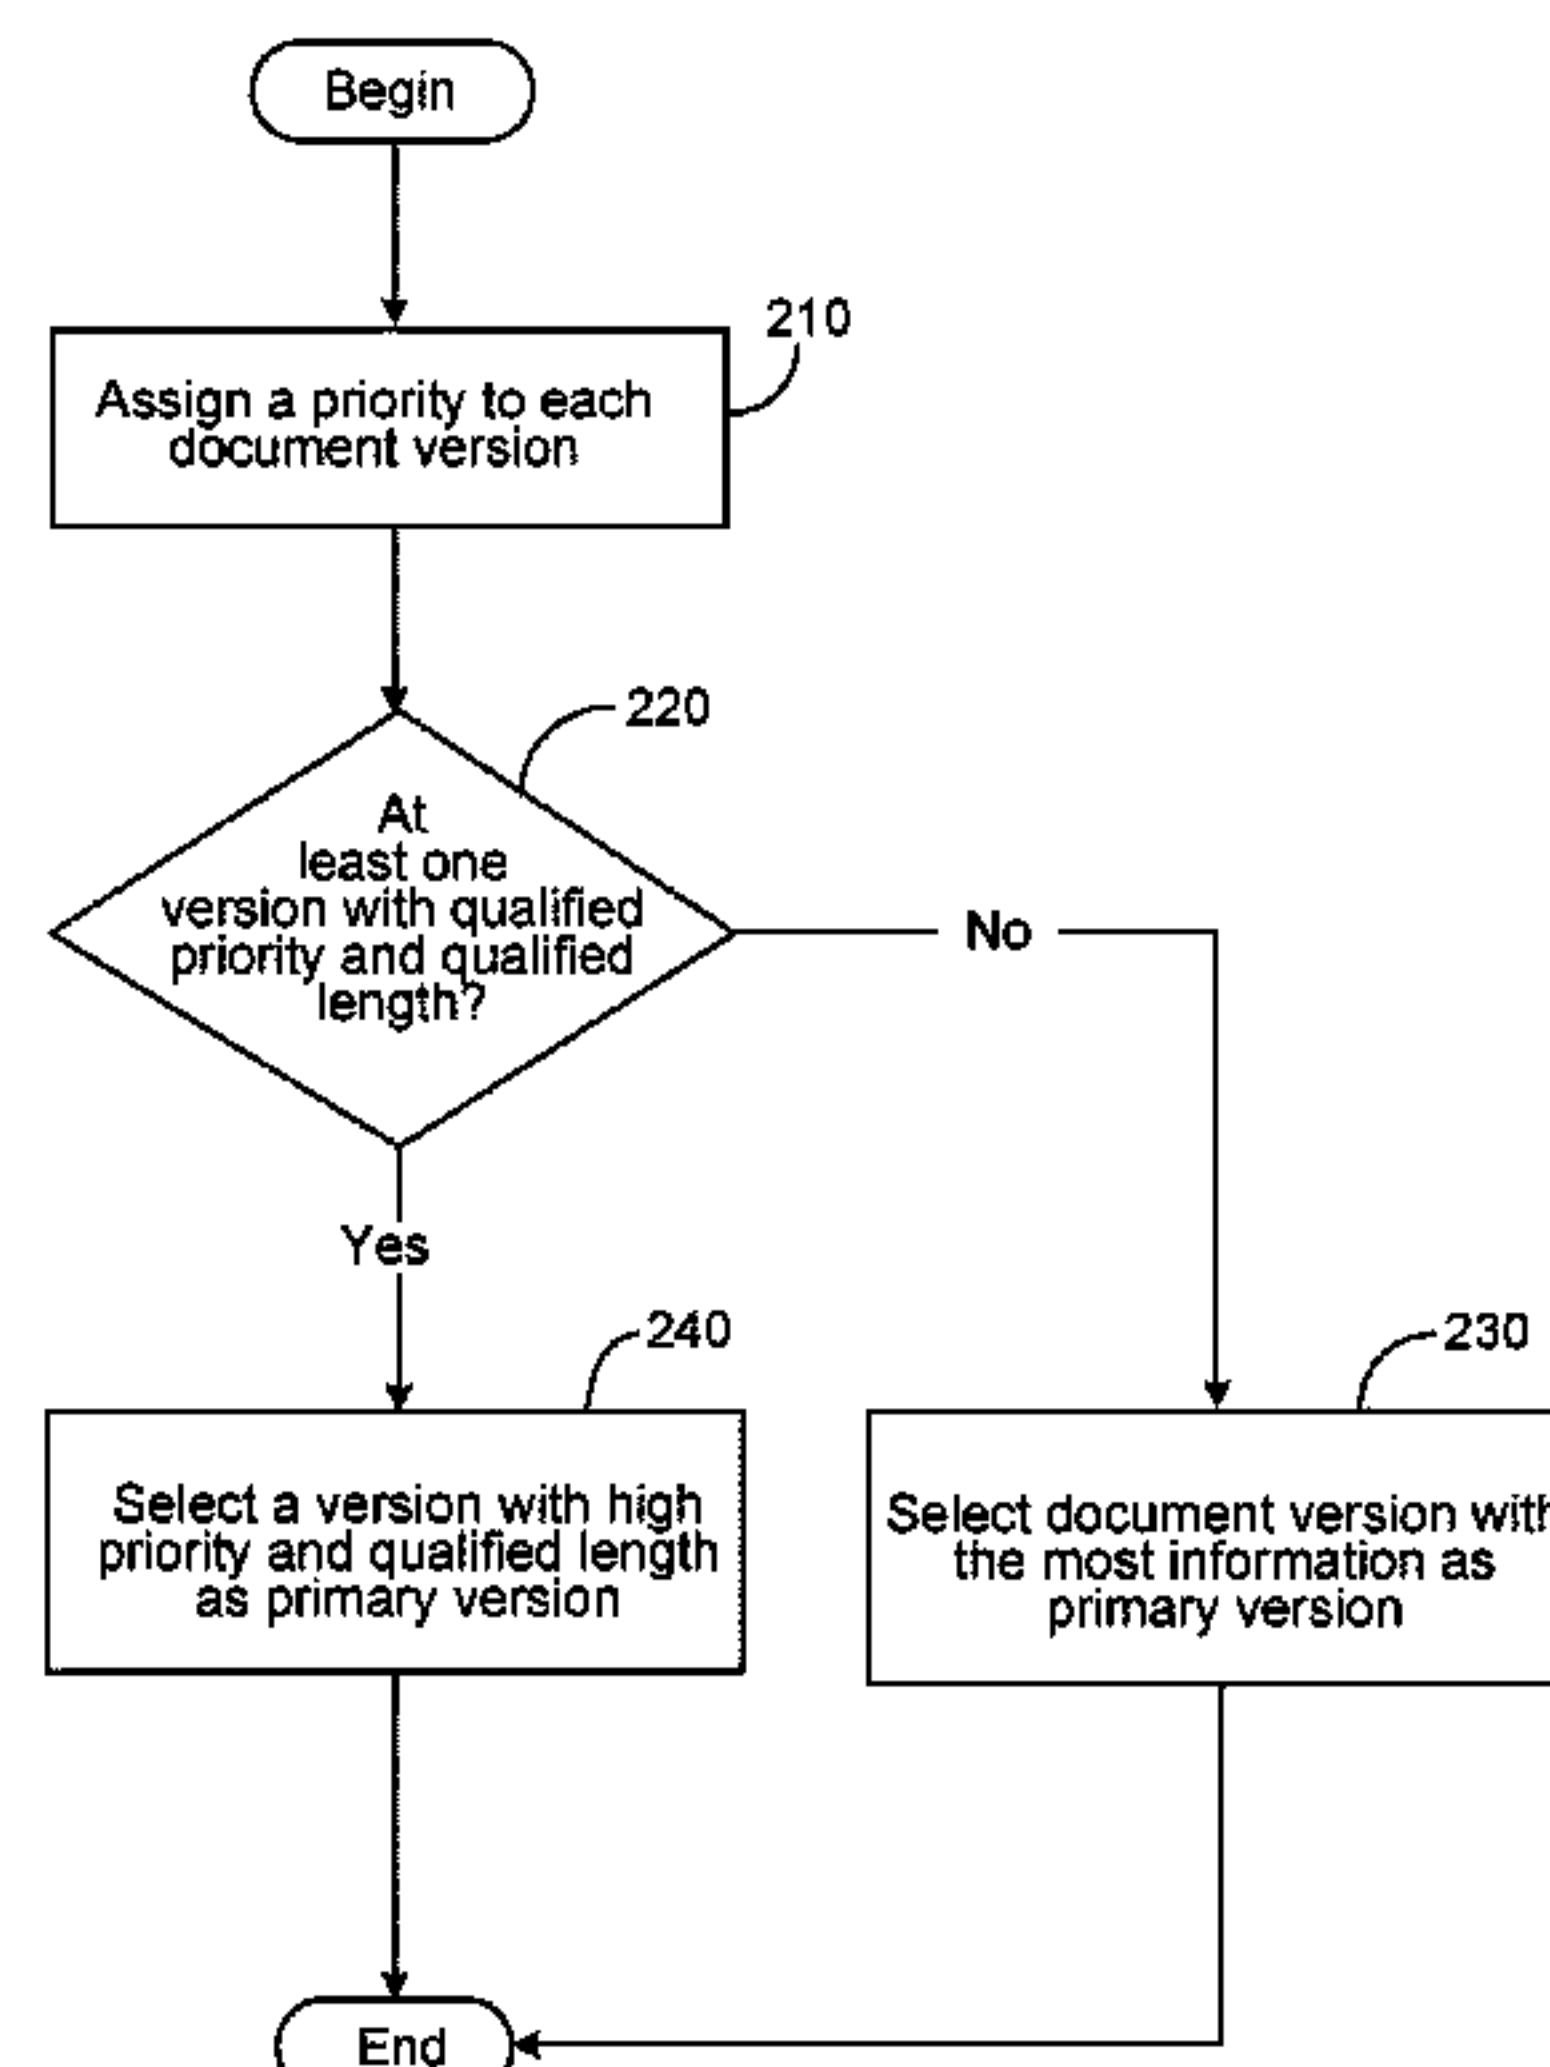 Begin
210
Assign a priority to each
document version
220
At
least one
version with qualified
priority and qualified
length?
No
Yes
240
230
Select a version with high
priority and qualified length
as primary version
Select document version with
the most information as
primary version
End